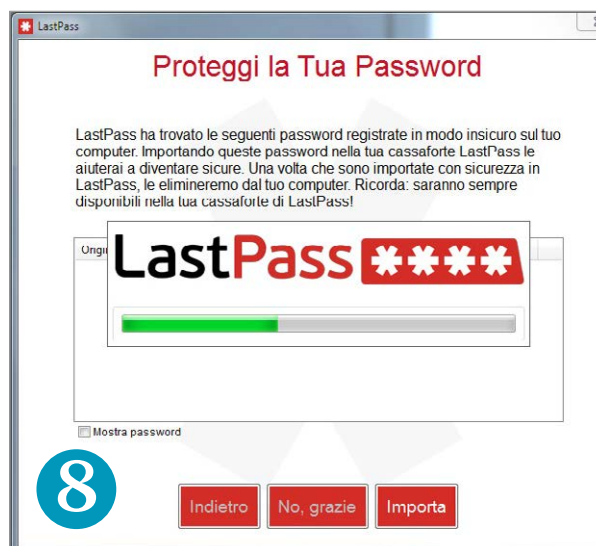 LastPass
Proteggi la Tua Password
LastPass ha trovato le seguenti password registrate in modo insicuro sul tuo
computer. Importando queste password nella tua cassaforte LastPass le
aiuterai a diventare sicure. Una volta che sono importate con sicurezza in
LastPass, le elimineremo dal tuo computer. Ricorda: saranno sempre
disponibili nella tua cassaforte di LastPass!
LastPass ****
Mostra password
8
Indietro No, grazie Importa